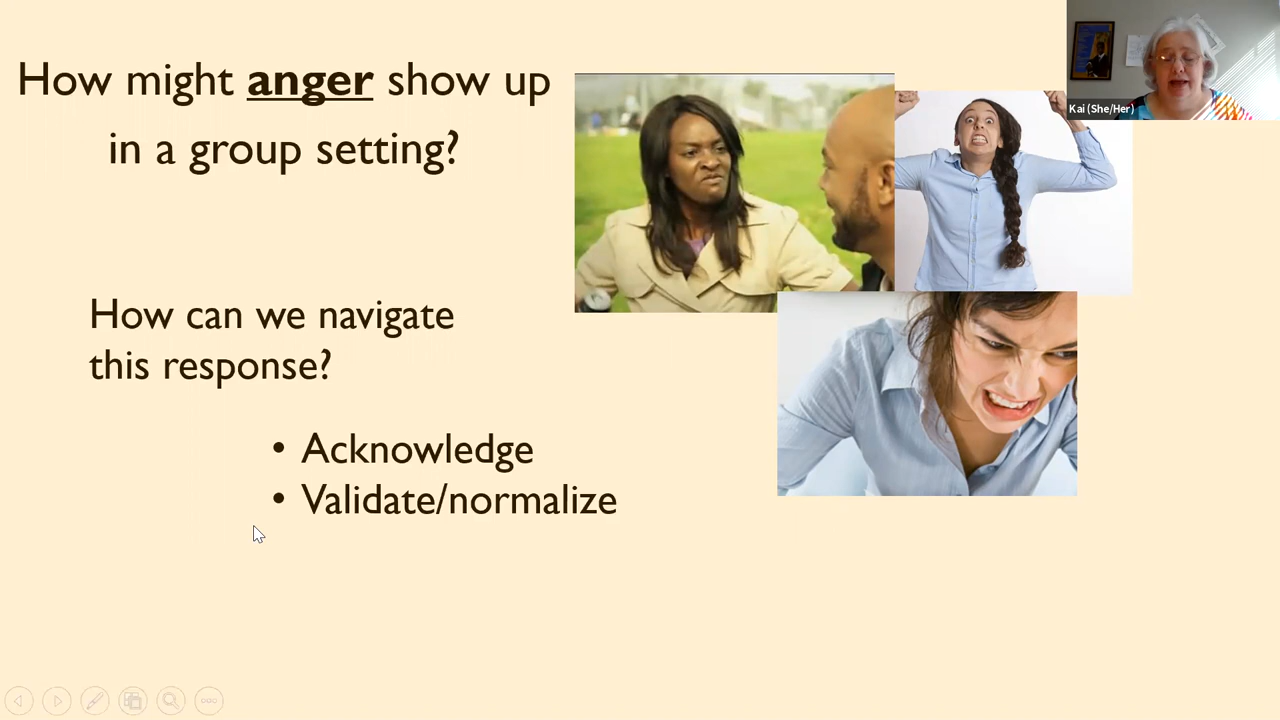 How might anger show up
in a group setting?
How can we navigate
this response?
• Acknowledge
• Validate/normalize
Kai (She/Her)